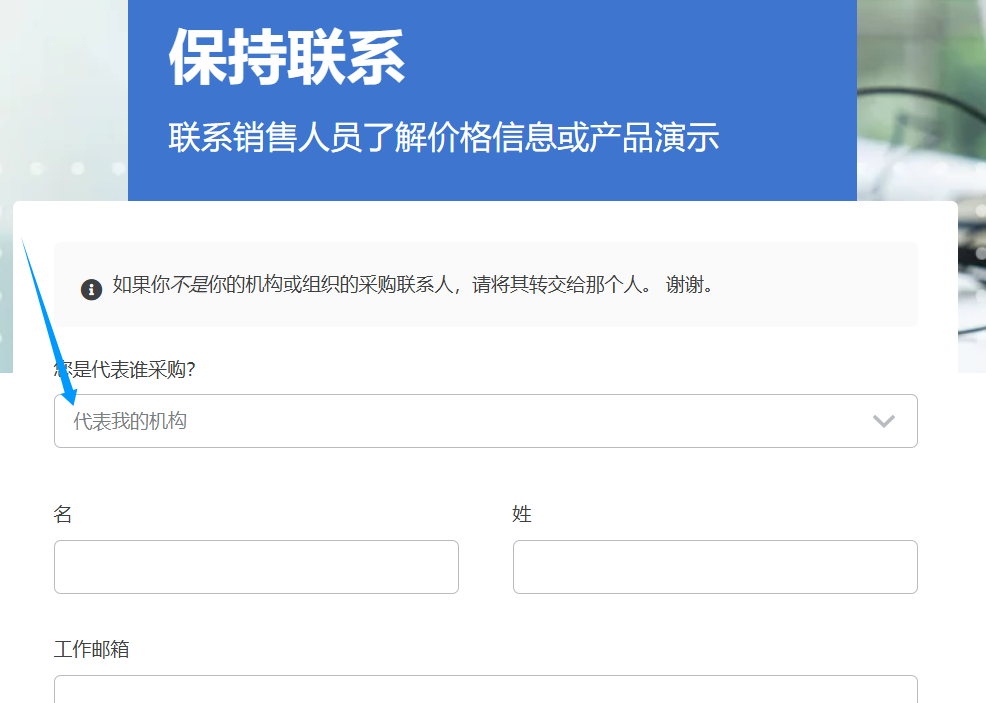 保持联系
联系销售人员了解价格信息或产品演示
如果你不是你的机构或组织的采购联系人，请将其转交给那个人。 谢谢。
您是代表谁采购?
代表我的机构
名
姓
工作邮箱